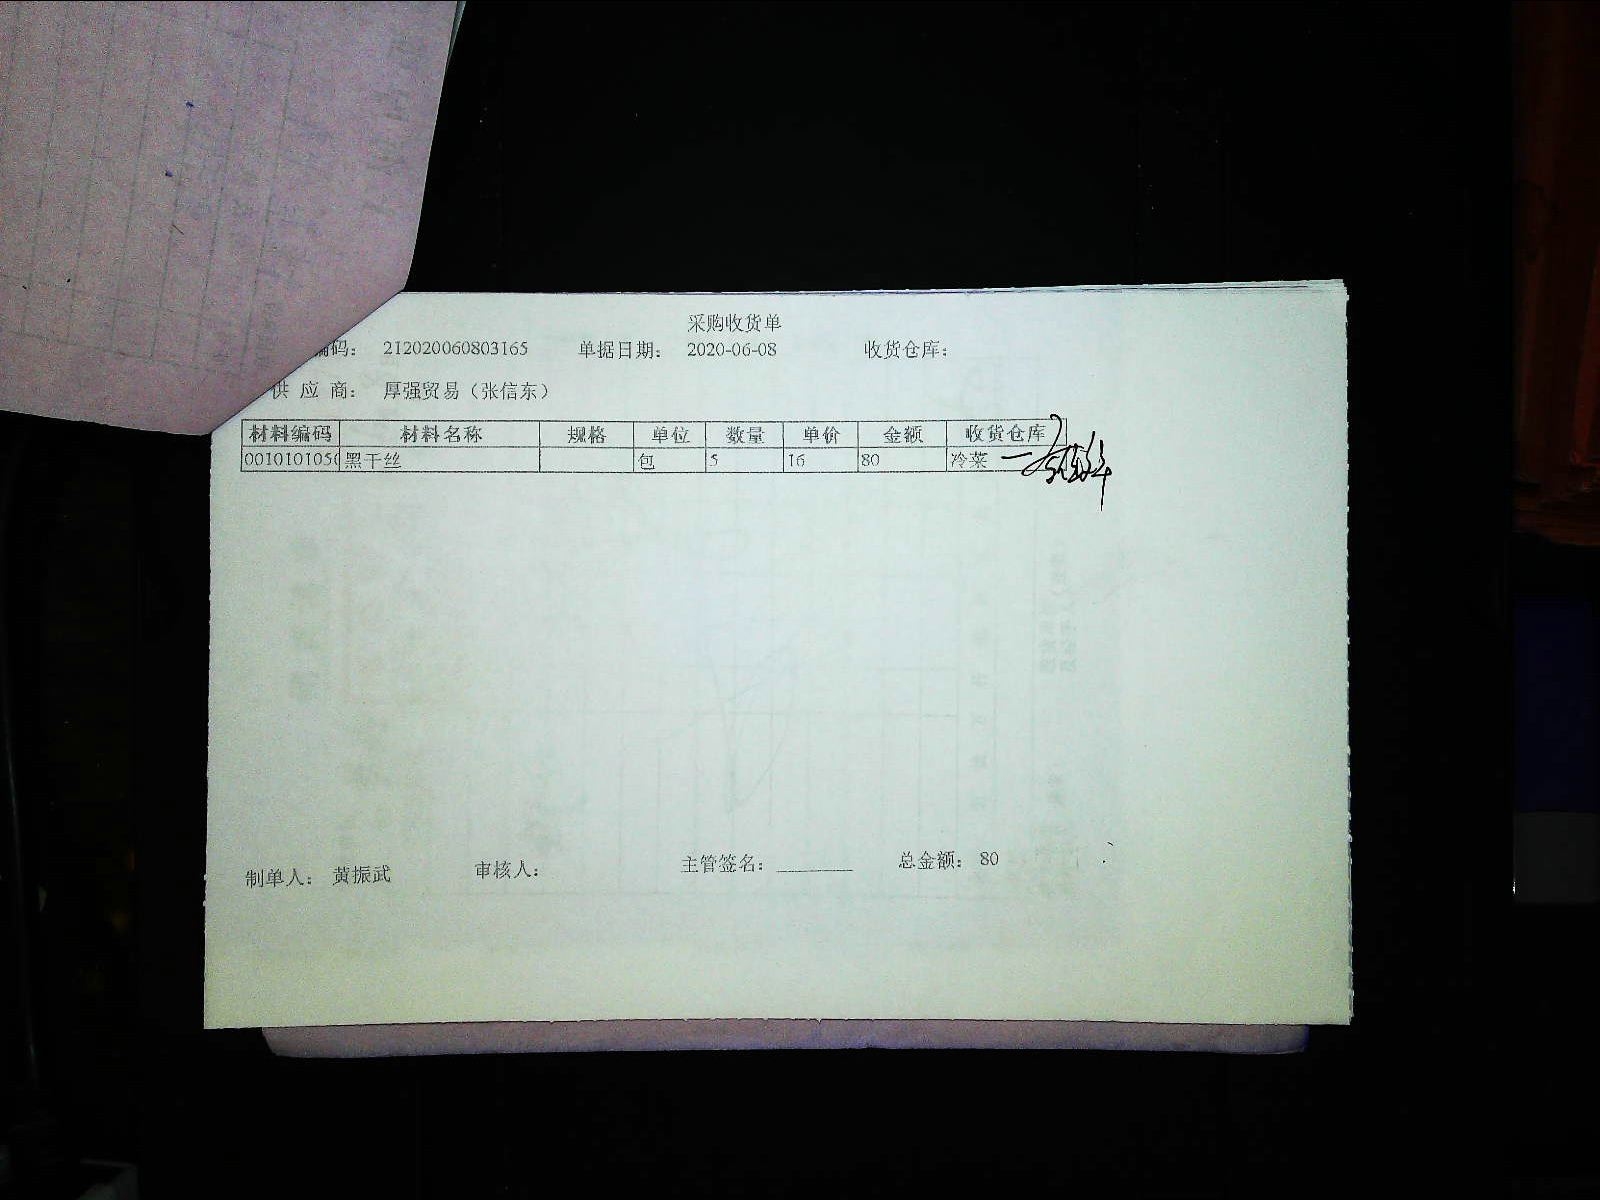 采购收货单
编码： 212020060803165 单据日期： 2020-06-08 收货仓库：
供 应 商： 厚强贸易（张信东）
材料编码 材料名称 规格 单位 数量 单价 金额 收货仓库
0010101050 黑干丝 包 5 16 80 冷菜
制单人： 黄振武 审核人： 主管签名： 总金额： 80